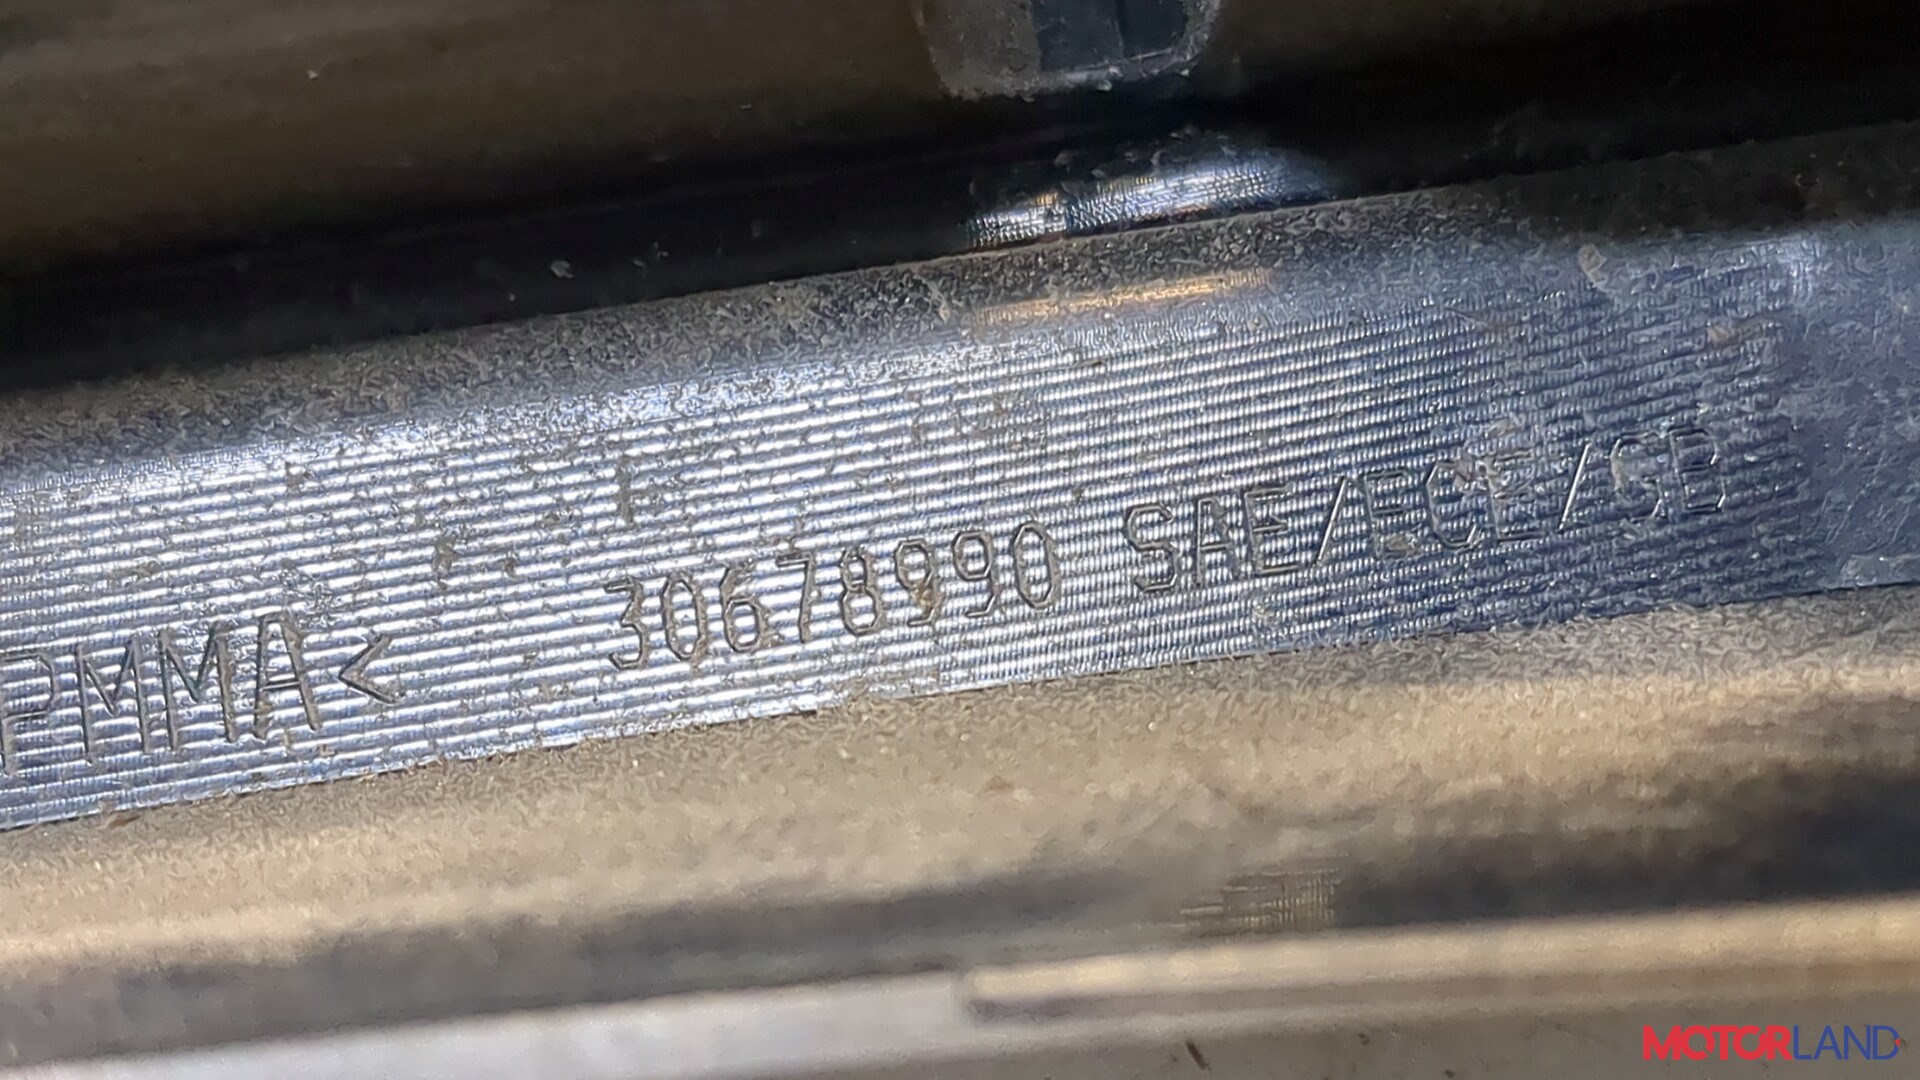 PMMA< 30678990 SAE/ECE/GB
MOTORLAND